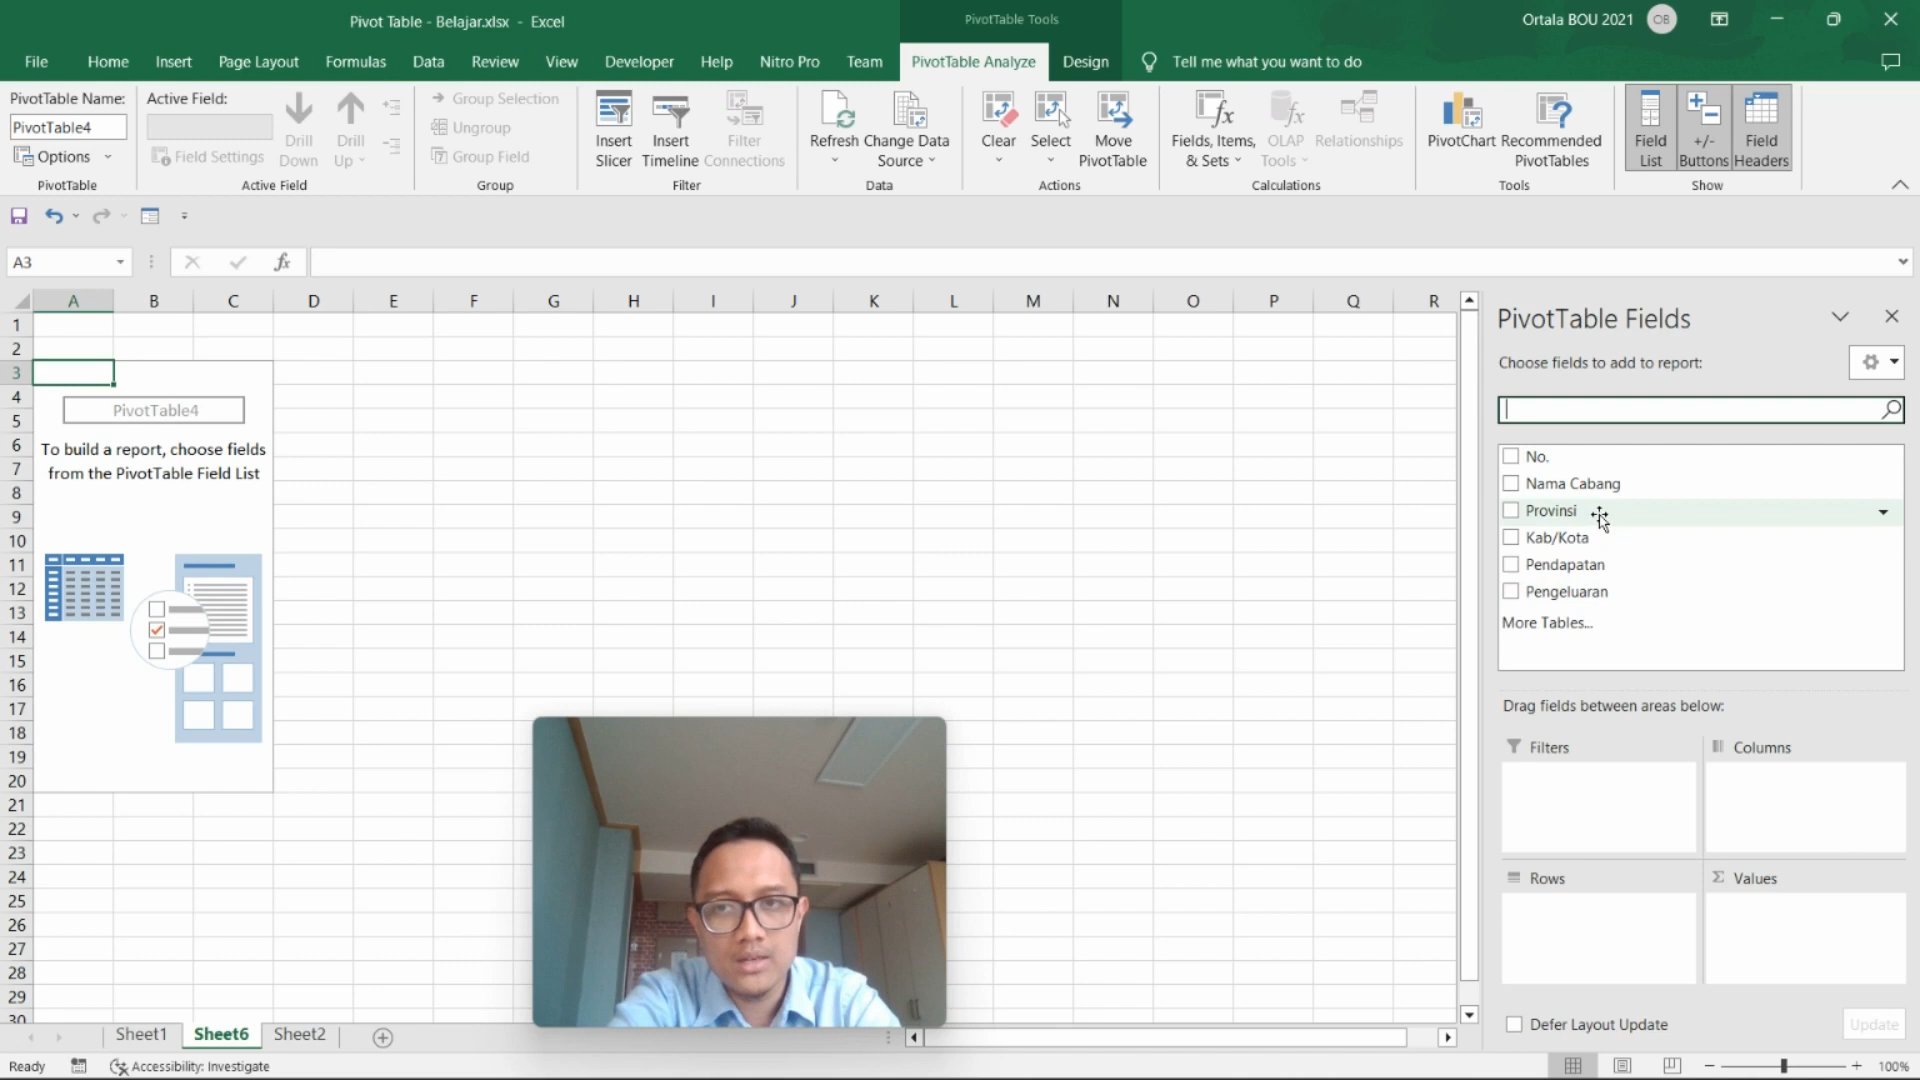 Pivot Table - Belajar.xlsx - Excel
PivotTable Tools
Ortala BOU 2021
OB
File
Home
Insert
Page Layout
Formulas
Data
Review
View
Developer
Help
Nitro Pro
Team
PivotTable Analyze
Design
Tell me what you want to do
PivotTable Name:
PivotTable4
Options
PivotTable
Active Field:
Field Settings
Drill Down
Drill Up
Active Field
Group Selection
Ungroup
Group Field
Group
Insert Slicer
Insert Timeline
Filter Connections
Filter
Refresh
Change Data Source
Data
Clear
Select
Move PivotTable
Actions
Fields, Items, & Sets
OLAP Tools
Relationships
Calculations
PivotChart
Recommended PivotTables
Tools
Field List
+/- Buttons
Field Headers
Show
A3
fx
A B C D E F G H I J K L M N O P Q R
1
2
3
4
5
6
7
8
9
10
11
12
13
14
15
16
17
18
19
20
21
22
23
24
25
26
27
28
29
30
PivotTable4
To build a report, choose fields
from the PivotTable Field List
PivotTable Fields
Choose fields to add to report:
No.
Nama Cabang
Provinsi
Kab/Kota
Pendapatan
Pengeluaran
More Tables...
Drag fields between areas below:
Filters
Columns
Rows
Σ Values
Defer Layout Update
Update
Sheet1
Sheet6
Sheet2
Ready
Accessibility: Investigate
100%